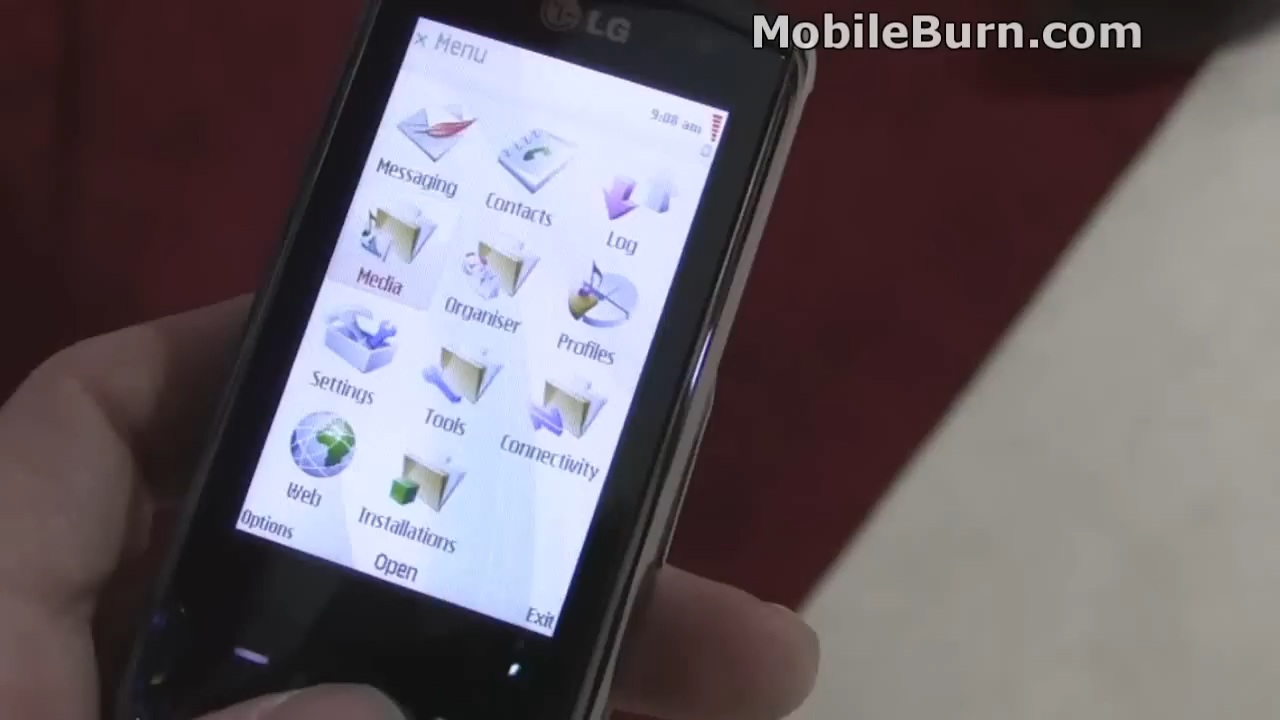 MobileBurn.com
LG
× Menu
9:08 am
Messaging
Contacts
Log
Media
Organiser
Profiles
Settings
Tools
Connectivity
Web
Installations
Options
Open
Exit